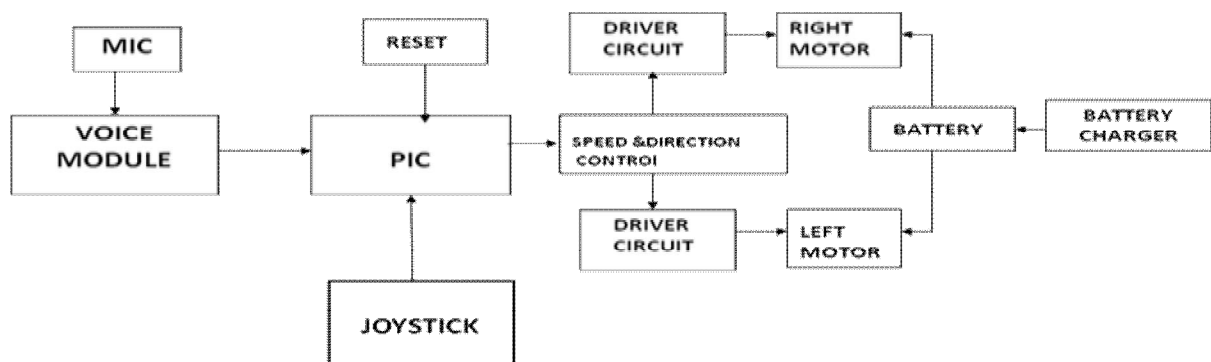 MIC
VOICE
MODULE
RESET
PIC
JOYSTICK
DRIVER
CIRCUIT
SPEED &DIRECTION
CONTROI
DRIVER
CIRCUIT
RIGHT
MOTOR
LEFT
MOTOR
BATTERY
BATTERY
CHARGER